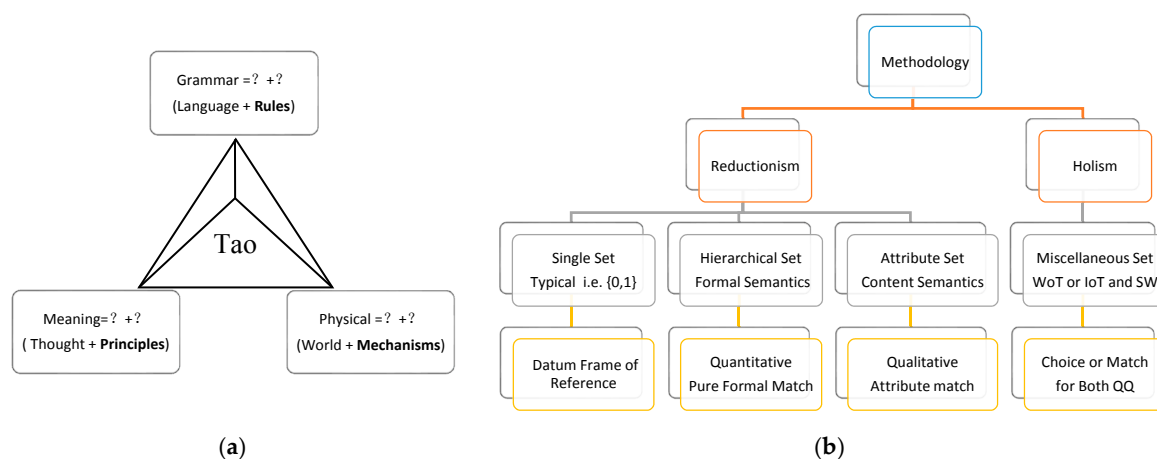 Grammar =? +?
(Language + Rules)
Tao
Meaning=? +?
( Thought + Principles)
Physical =? +?
(World + Mechanisms)
(a)
Methodology
Reductionism
Holism
Single Set
Typical i.e. {0,1}
Hierarchical Set
Formal Semantics
Attribute Set
Content Semantics
Miscellaneous Set
WoT or IoT and SW
Datum Frame of
Reference
Quantitative
Pure Formal Match
Qualitative
Attribute match
Choice or Match
for Both QQ
(b)